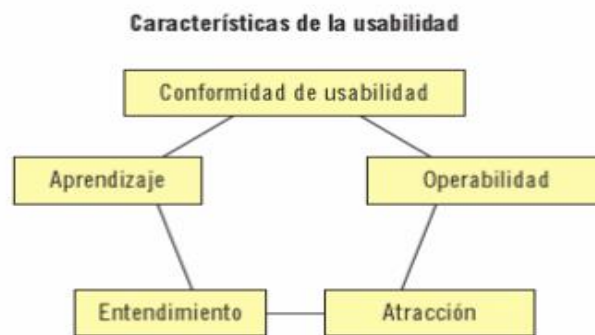 Características de la usabilidad
Conformidad de usabilidad
Aprendizaje
Operabilidad
Entendimiento
Atracción